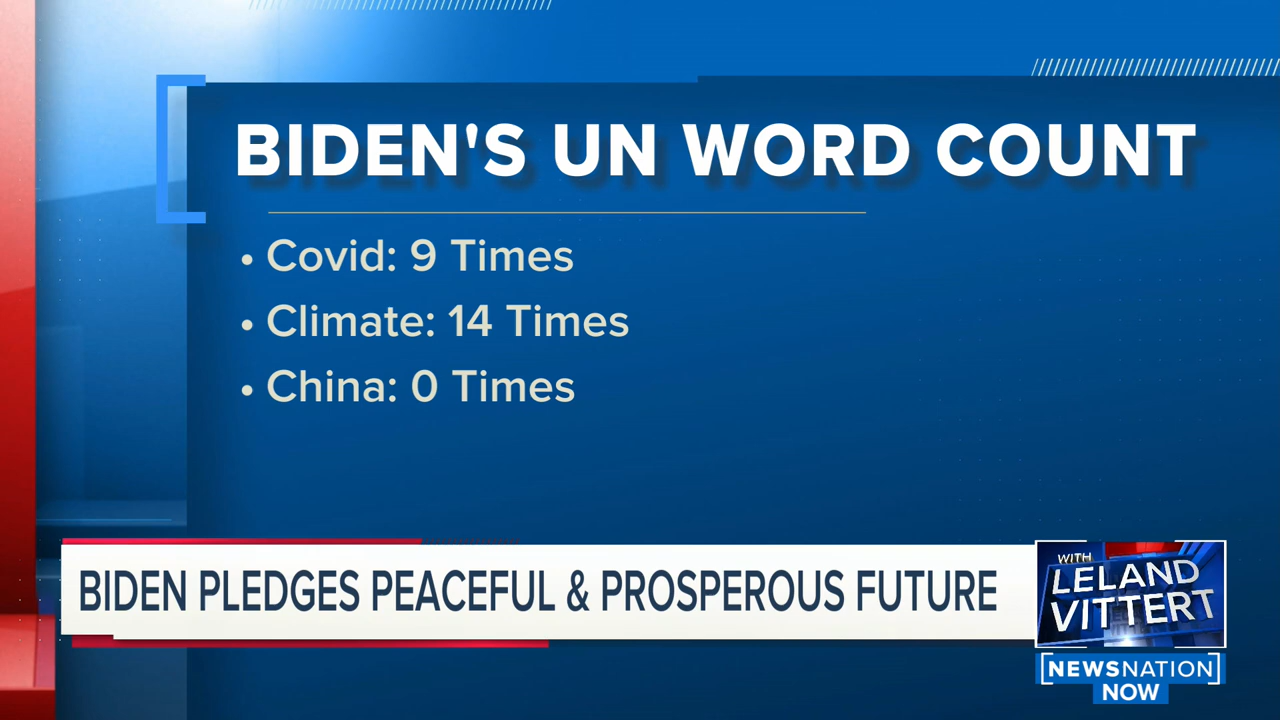 BIDEN'S UN WORD COUNT
• Covid: 9 Times
• Climate: 14 Times
• China: 0 Times
BIDEN PLEDGES PEACEFUL & PROSPEROUS FUTURE
WITH
LELAND
VITTERT
NEWSNATION
NOW